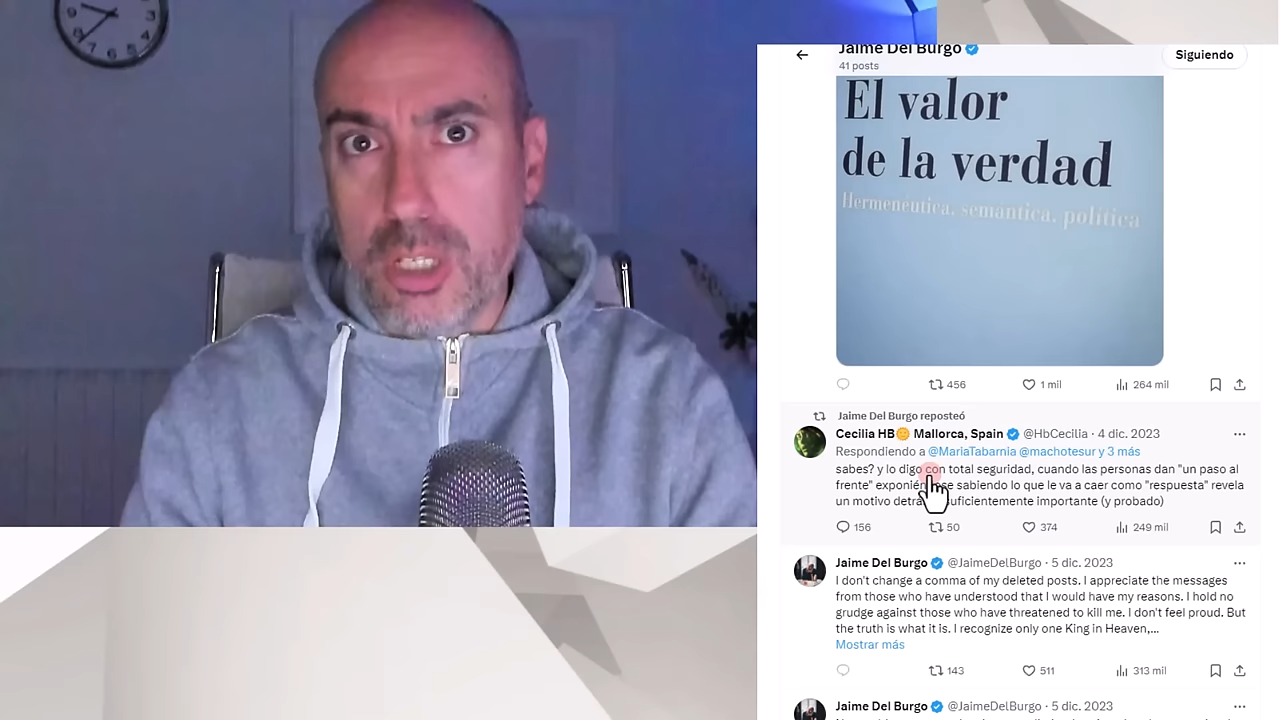 Jaime Del Burgo
41 posts
Siguiendo
El valor
de la verdad
Hermenéutica, semántica, política
456
1 mil
264 mil
Jaime Del Burgo reposteó
Cecilia HB Mallorca, Spain @HbCecilia · 4 dic. 2023
Respondiendo a @MariaTabarnia @machotesur y 3 más
sabes? y lo digo con total seguridad, cuando las personas dan "un paso al
frente" se sabiendo lo que le va a caer como "respuesta" revela
un motivo suficientemente importante (y probado)
156
50
374
249 mil
Jaime Del Burgo @JaimeDelBurgo · 5 dic. 2023
I don't change a comma of my deleted posts. I appreciate the messages
from those who have understood that I would have my reasons. I hold no
grudge against those who have threatened to kill me. I don't feel proud. But
the truth is what it is. I recognize only one King in Heaven,...
Mostrar más
143
511
313 mil
Jaime Del Burgo @JaimeDelBurgo · 5 dic. 2023